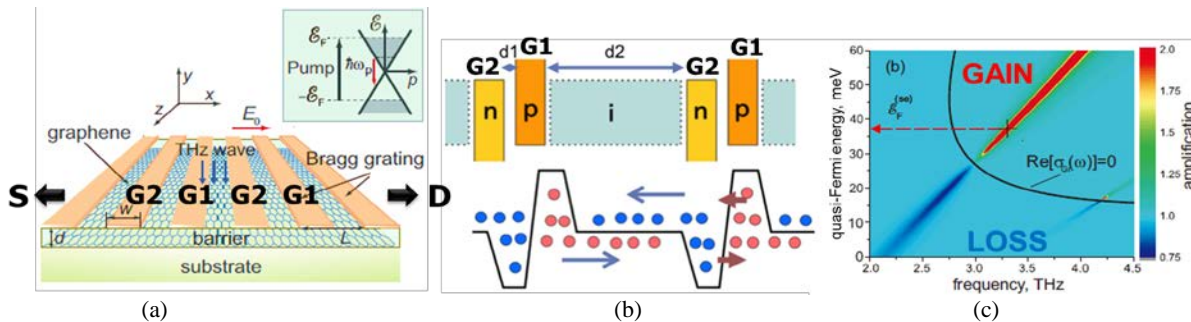 (a)
y
x
z
E₀
graphene
THz wave
Bragg grating
S
G2 G1 G2 G1
D
w
d
barrier
L
substrate
ℰF
Pump
ħωp
-ℰF
ℰ
p
d1
G1
d2
G1
G2
G2
n
p
i
n
p
(b)
60
50
40
30
20
10
0
quasi-Fermi energy, meV
GAIN
ℰF(se)
Re[σGr(ω)]=0
LOSS
2.0
2.5
3.0
3.5
4.0
4.5
frequency, THz
2.0
1.75
1.5
1.25
1.0
0.75
amplification
(a)
(b)
(c)